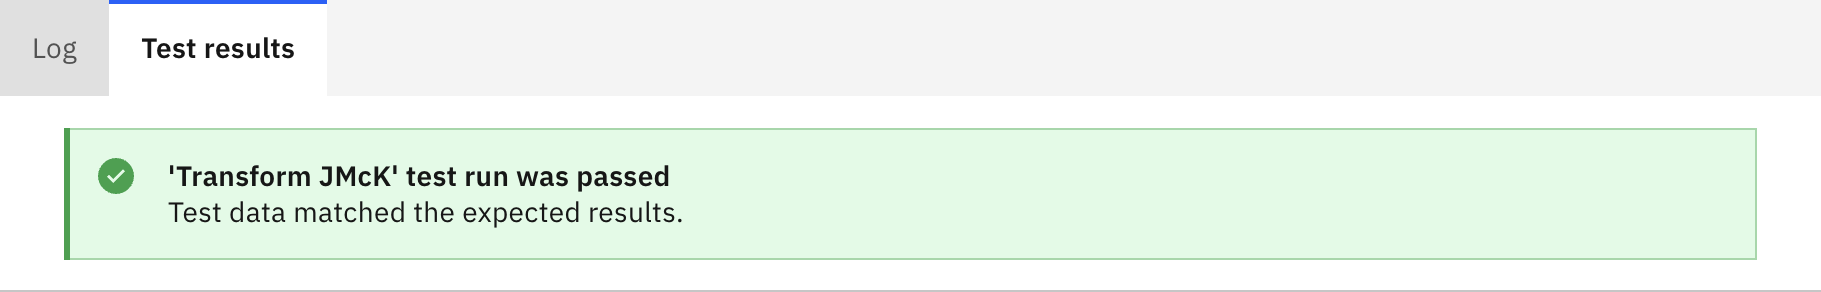 Log
Test results
'Transform JMcK' test run was passed
Test data matched the expected results.